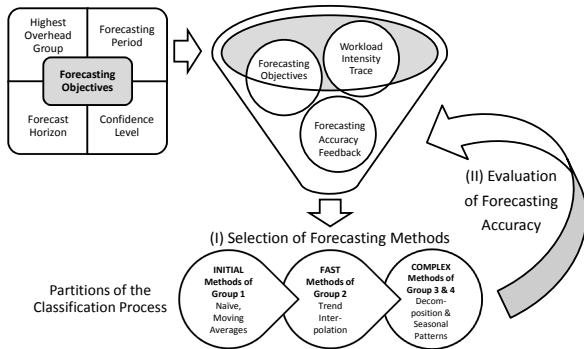 Highest
Overhead
Group
Forecasting
Period
Forecasting
Objectives
Forecast
Horizon
Confidence
Level
Forecasting
Objectives
Workload
Intensity
Trace
Forecasting
Accuracy
Feedback
(II) Evaluation
of Forecasting
Accuracy
(I) Selection of Forecasting Methods
Partitions of the
Classification Process
INITIAL
Methods of
Group 1
Naïve,
Moving
Averages
FAST
Methods
of Group 2
Trend
Inter-
polation
COMPLEX
Methods of
Group 3 & 4
Decom-
position &
Seasonal
Patterns